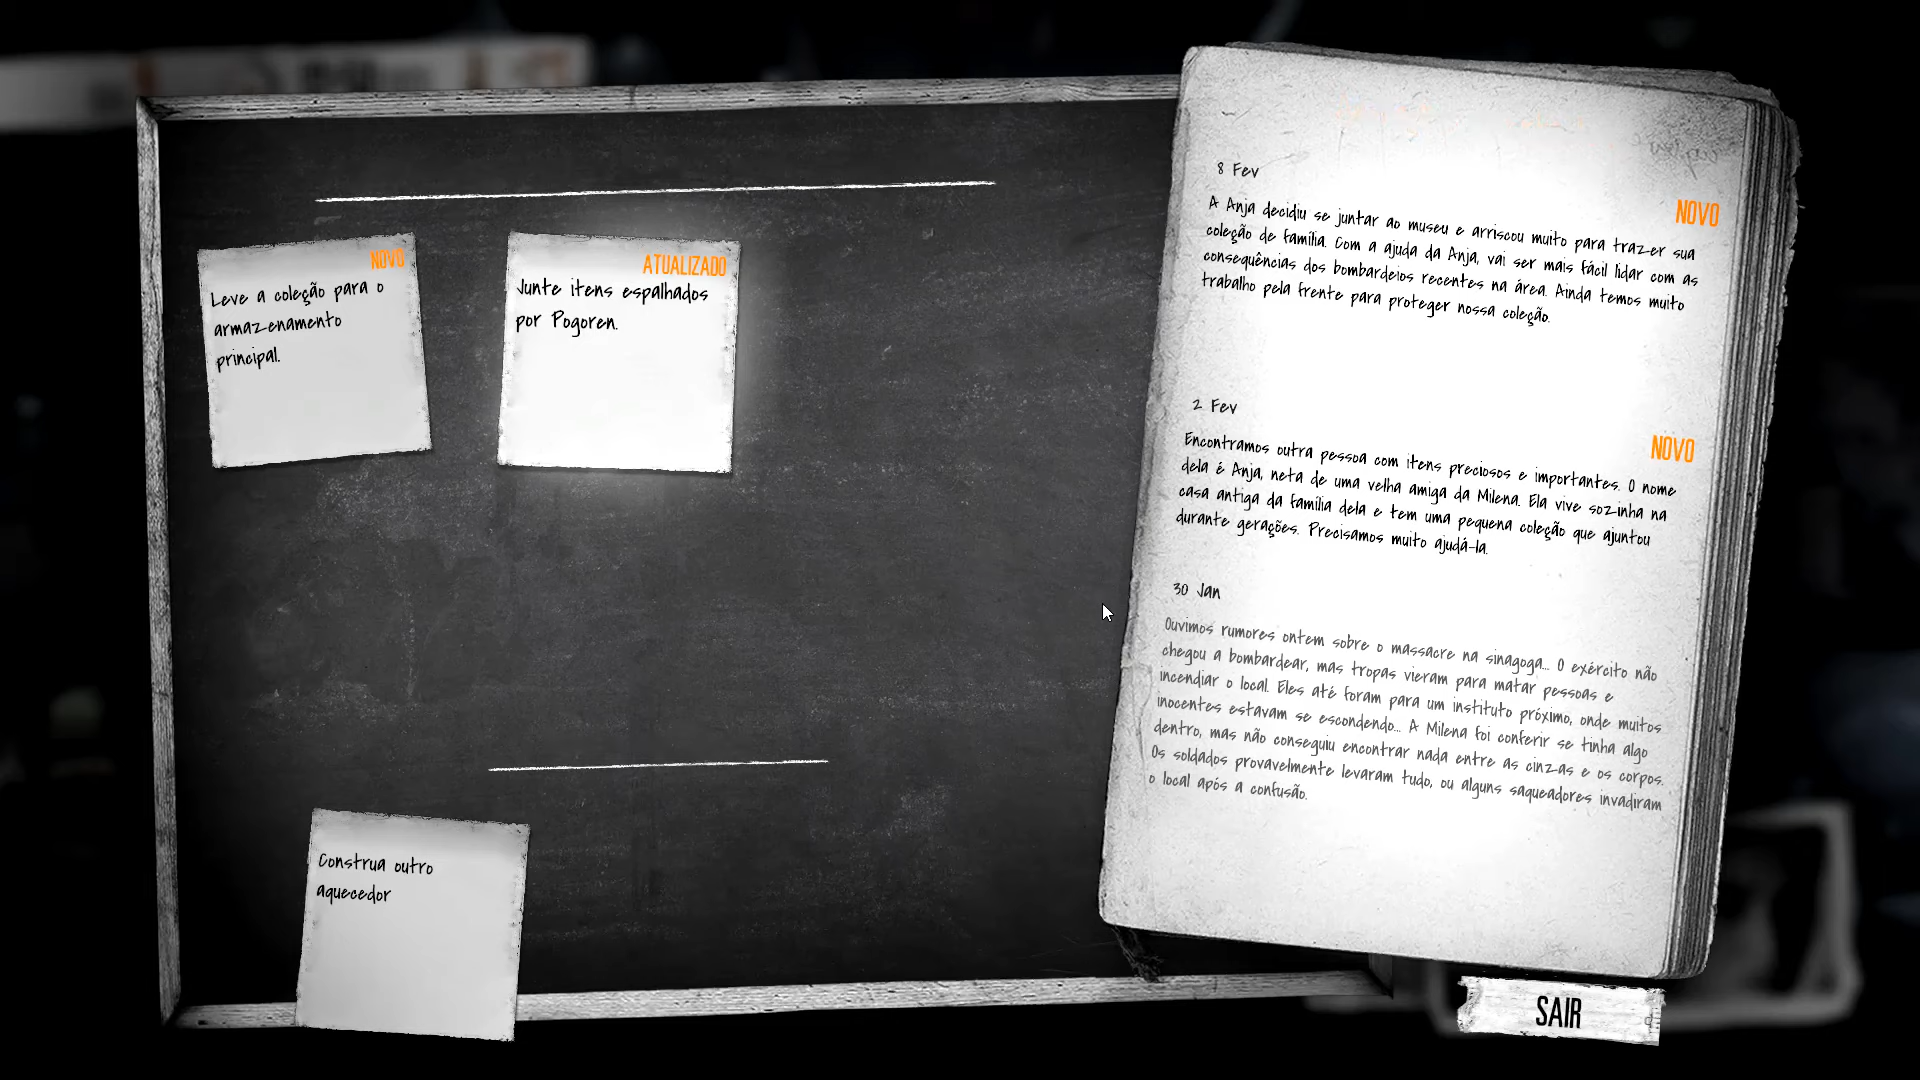 NOVO
Leve a coleção para o
armazenamento
principal.
ATUALIZADO
Junte itens espalhados
por Pogoren.
Construa outro
aquecedor
8 Fev
NOVO
A Anja decidiu se juntar ao museu e arriscou muito para trazer sua
coleção de família. Com a ajuda da Anja, vai ser mais fácil lidar com as
consequências dos bombardeios recentes na área. Ainda temos muito
trabalho pela frente para proteger nossa coleção.
2 Fev
NOVO
Encontramos outra pessoa com itens preciosos e importantes. O nome
dela é Anja, neta de uma velha amiga da Milena. Ela vive sozinha na
casa antiga da família dela e tem uma pequena coleção que ajuntou
durante gerações. Precisamos muito ajudá-la.
30 Jan
Ouvimos rumores ontem sobre o massacre na sinagoga... O exército não
chegou a bombardear, mas tropas vieram para matar pessoas e
incendiar o local. Eles até foram para um instituto próximo, onde muitos
inocentes estavam se escondendo... A Milena foi conferir se tinha algo
dentro, mas não conseguiu encontrar nada entre as cinzas e os corpos.
Os soldados provavelmente levaram tudo, ou alguns saqueadores invadiram
o local após a confusão.
SAIR